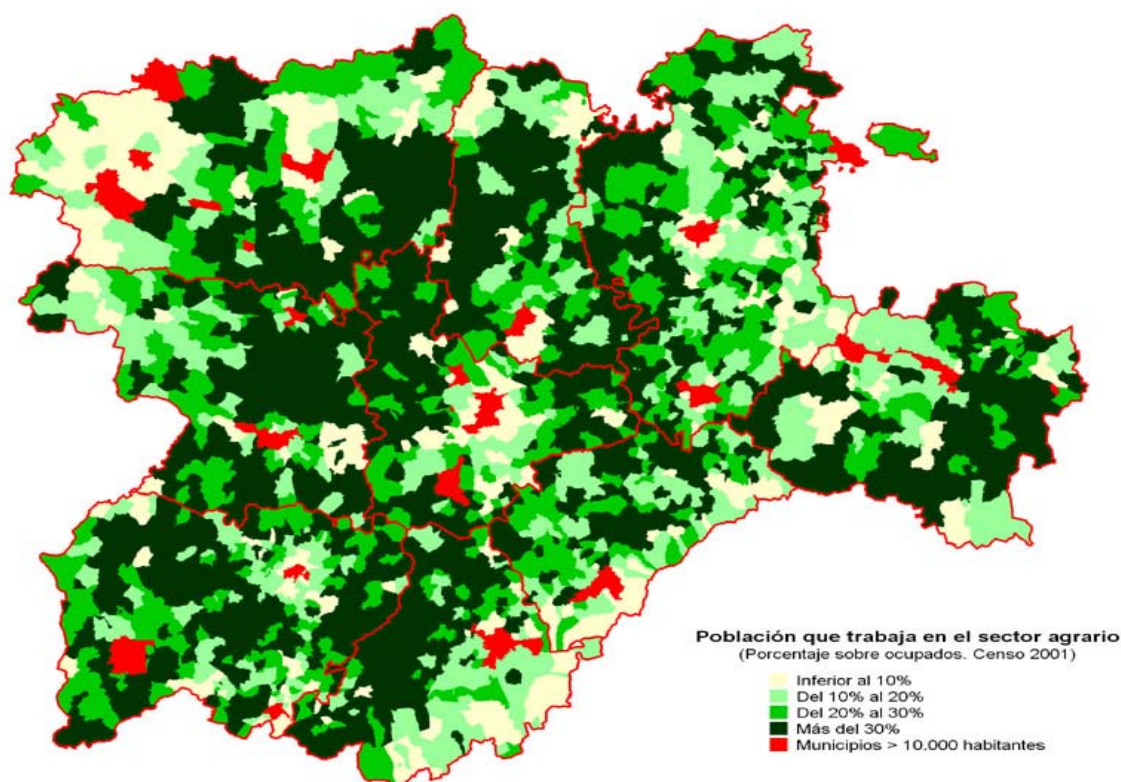 Población que trabaja en el sector agrario
(Porcentaje sobre ocupados. Censo 2001)
Inferior al 10%
Del 10% al 20%
Del 20% al 30%
Más del 30%
Municipios > 10.000 habitantes